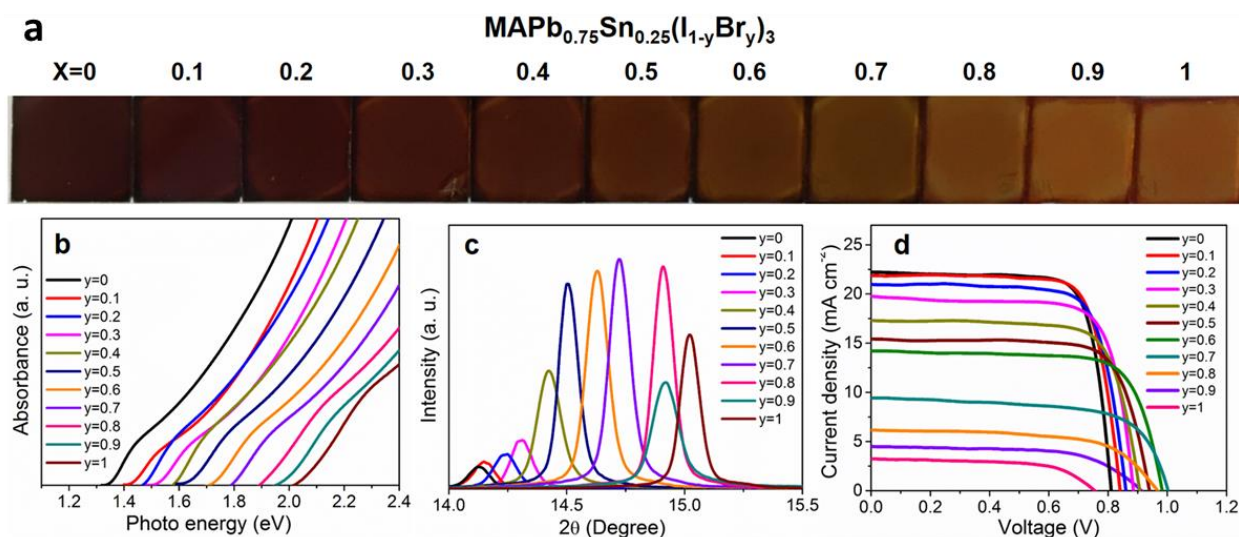 a
MAPb₀.₇₅Sn₀.₂₅(I₁₋yBry)₃
X=0 0.1 0.2 0.3 0.4 0.5 0.6 0.7 0.8 0.9 1
b
Absorbance (a. u.)
y=0
y=0.1
y=0.2
y=0.3
y=0.4
y=0.5
y=0.6
y=0.7
y=0.8
y=0.9
y=1
1.2 1.4 1.6 1.8 2.0 2.2 2.4
Photo energy (eV)
c
Intensity (a. u.)
y=0
y=0.1
y=0.2
y=0.3
y=0.4
y=0.5
y=0.6
y=0.7
y=0.8
y=0.9
y=1
14.0 14.5 15.0 15.5
2θ (Degree)
d
Current density (mA cm⁻²)
25
20
15
10
5
0
y=0
y=0.1
y=0.2
y=0.3
y=0.4
y=0.5
y=0.6
y=0.7
y=0.8
y=0.9
y=1
0.0 0.2 0.4 0.6 0.8 1.0 1.2
Voltage (V)